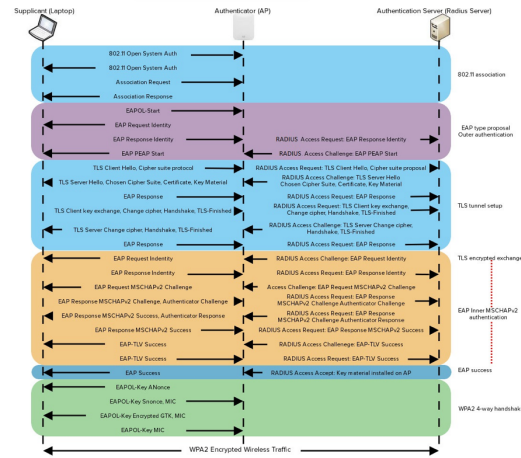 Supplicant (Laptop)
Authenticator (AP)
Authentication Server (Radius Server)
802.11 Open System Auth
802.11 Open System Auth
Association Request
Association Response
802.11 association
EAPOL-Start
EAP Request Identity
EAP Response Identity
RADIUS Access Request: EAP Response Identity
EAP PEAP Start
RADIUS Access Challenge: EAP PEAP Start
EAP type proposal
Outer authentication
TLS Client Hello, Cipher suite protocol
RADIUS Access Request: TLS Client Hello, Cipher suite proposal
TLS Server Hello, Chosen Cipher Suite, Certificate, Key Material
RADIUS Access Challenge: TLS Server Hello
Chosen Cipher Suite, Certificate, Key Material
EAP Response
RADIUS Access Request: EAP Response
TLS Client key exchange, Change cipher, Handshake, TLS-Finished
RADIUS Access Request: TLS Client key exchange,
Change cipher, Handshake, TLS-Finished
TLS Server Change cipher, Handshake, TLS-Finished
RADIUS Access Challenge: TLS Server Change cipher,
Handshake, TLS-Finished
EAP Response
RADIUS Access Request: EAP Response
TLS tunnel setup
TLS encrypted exchange
EAP Request Indentity
RADIUS Access Challenge: EAP Request Identity
EAP Response Indentity
RADIUS Access Request: EAP Response Identity
EAP Request MSCHAPv2 Challenge
Access Challenge: EAP Request MSCHAPv2 Challenge
EAP Response MSCHAPv2 Challenge, Authenticator Challenge
RADIUS Access Request: EAP Response
MSCHAPv2 Challenge Authenticator Challenge
EAP Request MSCHAPv2 Success, Authenticator Response
RADIUS Access Request: EAP Response
MSCHAPv2 Challenge Authenticator Response
EAP Response MSCHAPv2 Success
RADIUS Access Request: EAP Response MSCHAPv2 Success
EAP-TLV Success
RADIUS Access Challenege: EAP-TLV Success
EAP-TLV Success
RADIUS Access Request: EAP-TLV Success
EAP Inner MSCHAPv2
authentication
EAP Success
RADIUS Access Accept: Key material installed on AP
EAP success
EAPOL-Key ANonce
EAPOL-Key Snonce, MIC
EAPOL-Key Encrypted GTK, MIC
EAPOL-Key MIC
WPA2 4-way handshak
WPA2 Encrypted Wireless Traffic